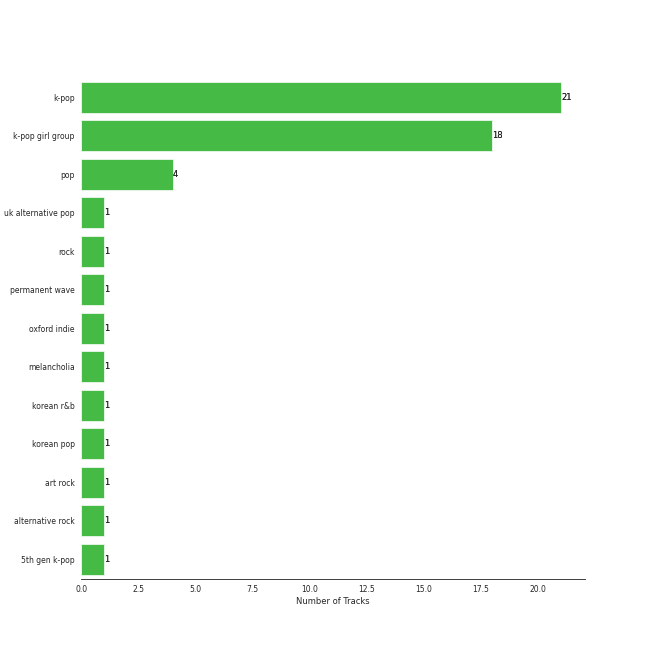 k-pop 21
k-pop girl group 18
pop 4
uk alternative pop 1
rock 1
permanent wave 1
oxford indie 1
melancholia 1
korean r&b 1
korean pop 1
art rock 1
alternative rock 1
5th gen k-pop 1
0.0 2.5 5.0 7.5 10.0 12.5 15.0 17.5 20.0
Number of Tracks